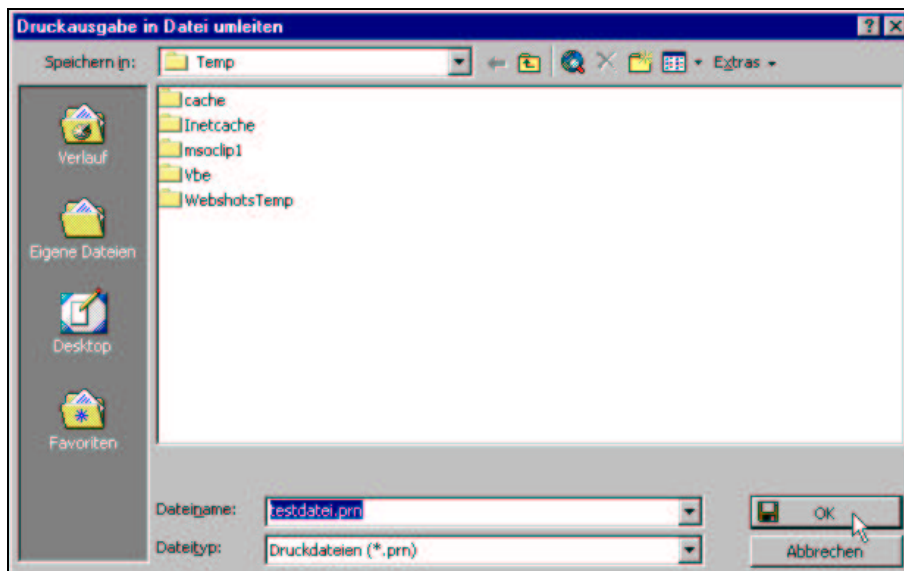 Druckausgabe in Datei umleiten
Speichern in: Temp Extras
cache
Inetcache
msoclip1
Vbe
WebshotsTemp
Verlauf
Eigene Dateien
Desktop
Favoriten
Dateiname: testdatei.prn OK
Dateityp: Druckdateien (*.prn) Abbrechen